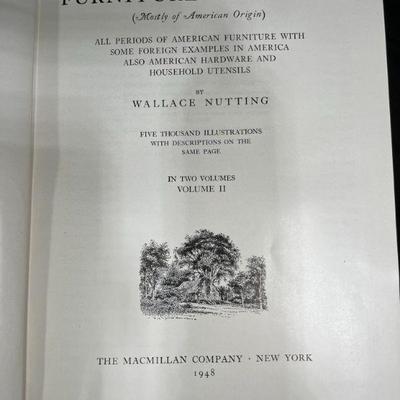 FURNITURE
(Mostly of American Origin)
ALL PERIODS OF AMERICAN FURNITURE WITH
SOME FOREIGN EXAMPLES IN AMERICA
ALSO AMERICAN HARDWARE AND
HOUSEHOLD UTENSILS
BY
WALLACE NUTTING
FIVE THOUSAND ILLUSTRATIONS
WITH DESCRIPTIONS ON THE
SAME PAGE
IN TWO VOLUMES
VOLUME II
THE MACMILLAN COMPANY · NEW YORK
1948